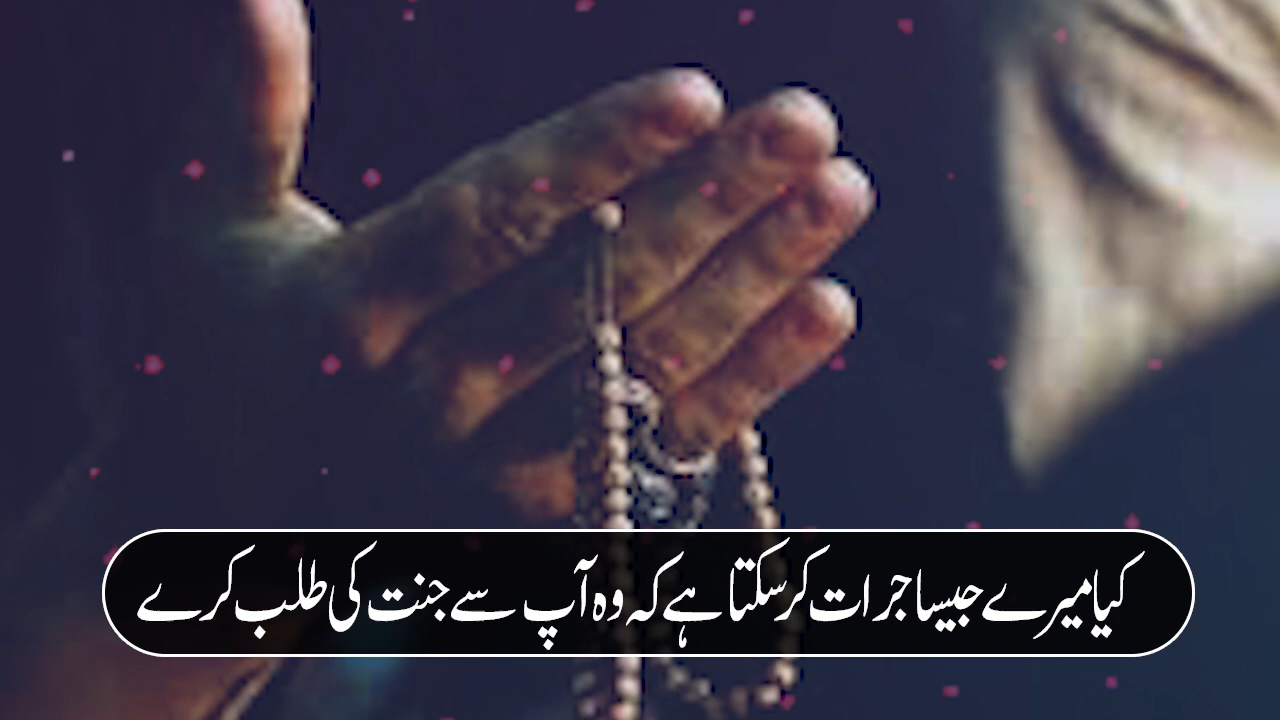 کیا میرے جیسا جرات کر سکتا ہے کہ وہ آپ سے جنت کی طلب کرے